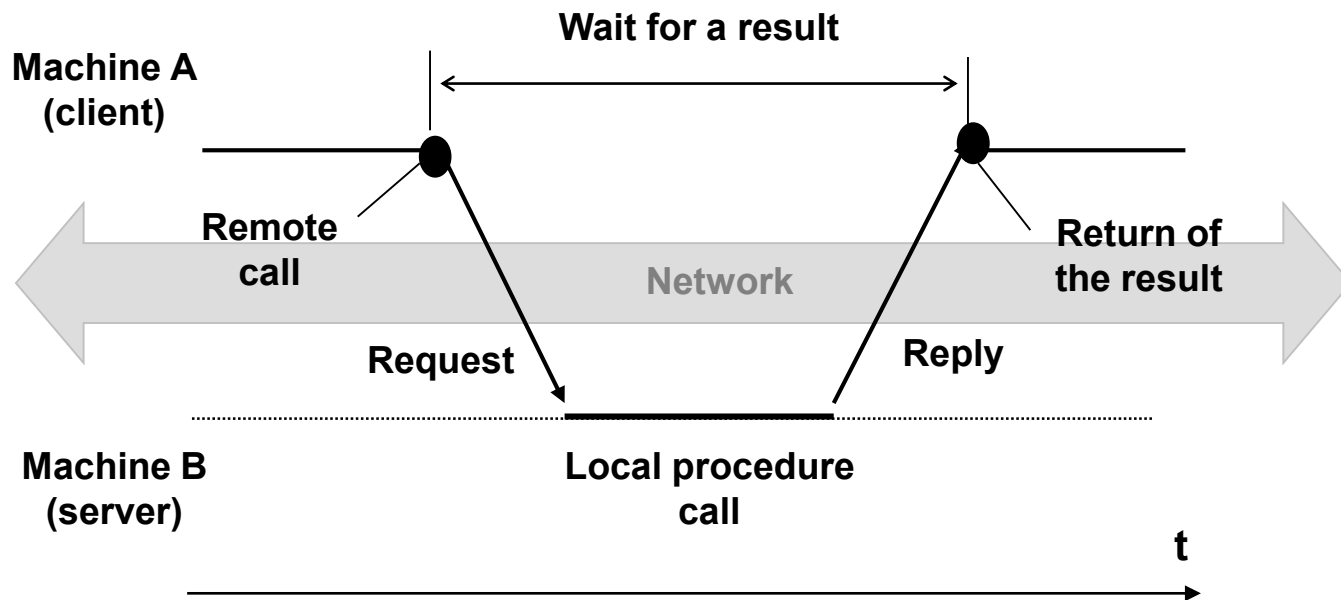 Wait for a result
Machine A
(client)
Remote
call
Network
Return of
the result
Request
Reply
Machine B
(server)
Local procedure
call
t